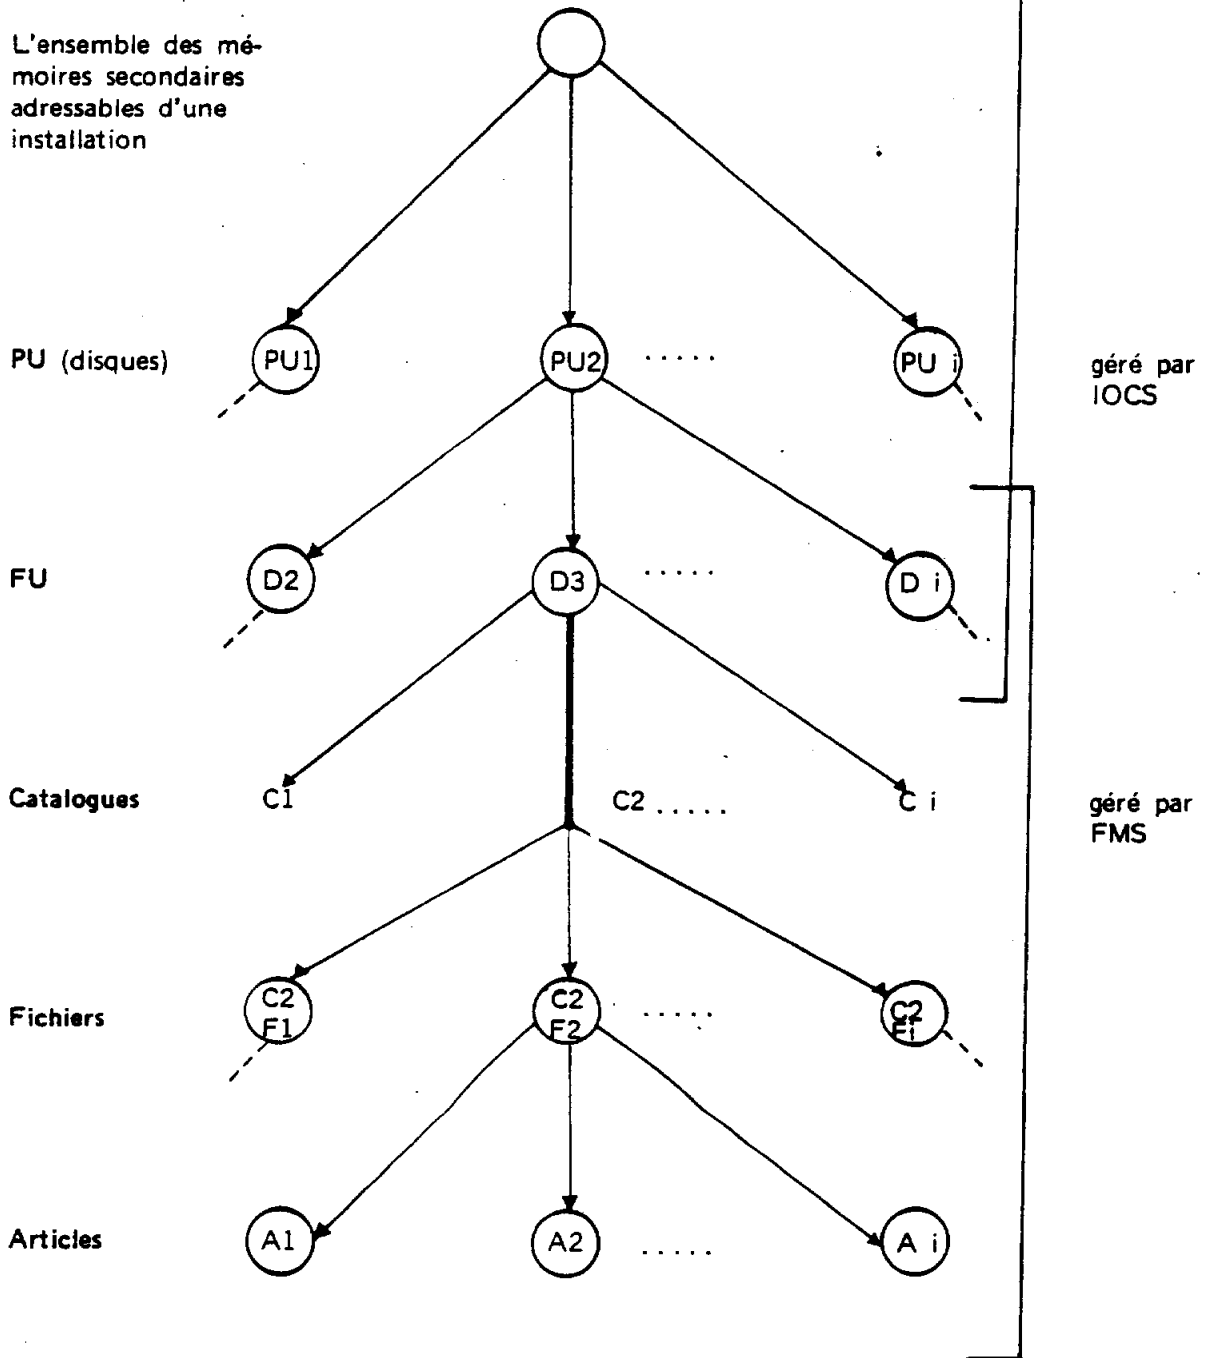 L'ensemble des mé-
moires secondaires
adressables d'une
installation
PU (disques) PU1 PU2 ..... PU i
géré par
IOCS
FU D2 D3 ..... D i
Catalogues C1 C2 ..... C i
géré par
FMS
Fichiers
C2
F1
C2
F2
.....
C2
Fi
Articles A1 A2 ..... A i